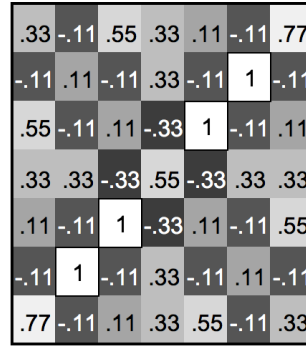 .33 -.11 .55 .33 .11 -.11 .77
-.11 .11 -.11 .33 -.11 1 -.11
.55 -.11 .11 -.33 1 -.11 .11
.33 .33 -.33 .55 -.33 .33 .33
.11 -.11 1 -.33 .11 -.11 .55
-.11 1 -.11 .33 -.11 .11 -.11
.77 -.11 .11 .33 .55 -.11 .33